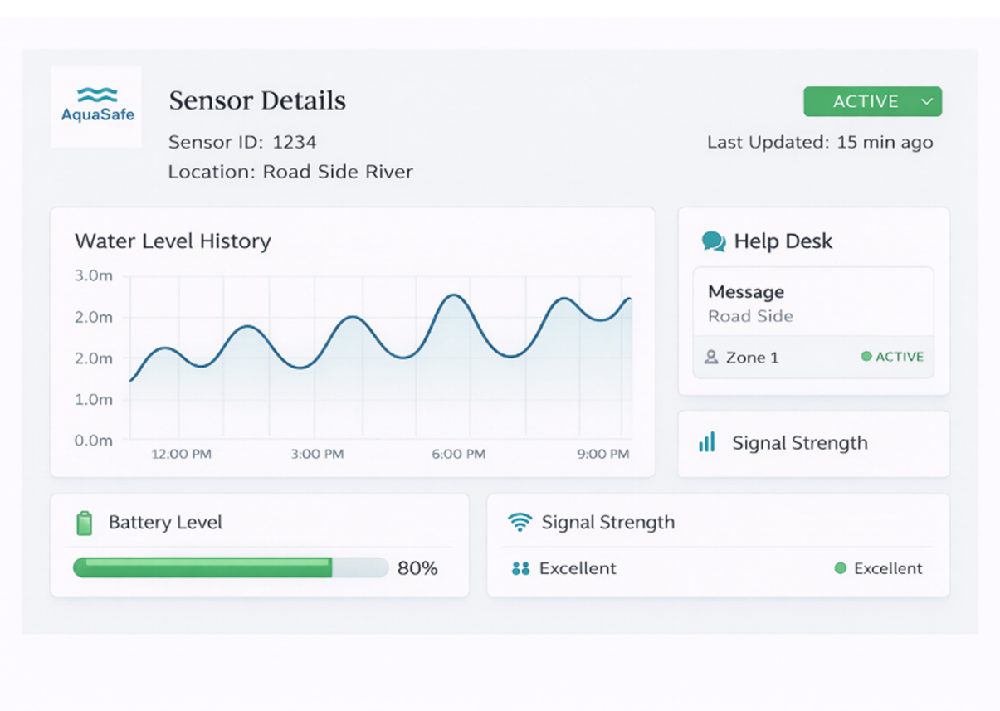 AquaSafe
Sensor Details
Sensor ID: 1234
Location: Road Side River
ACTIVE
Last Updated: 15 min ago
Water Level History
3.0m
2.0m
2.0m
1.0m
0.0m
12:00 PM
3:00 PM
6:00 PM
9:00 PM
Help Desk
Message
Road Side
Zone 1
ACTIVE
Signal Strength
Battery Level
80%
Signal Strength
Excellent
Excellent